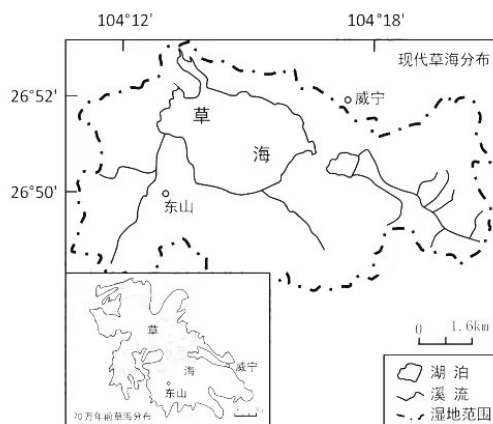 104°12′ 104°18′
现代草海分布
26°52′
威宁
草
海
26°50′
东山
草
海
威宁
东山
70万年前草海分布
0 1.6km
湖泊
溪流
湿地范围